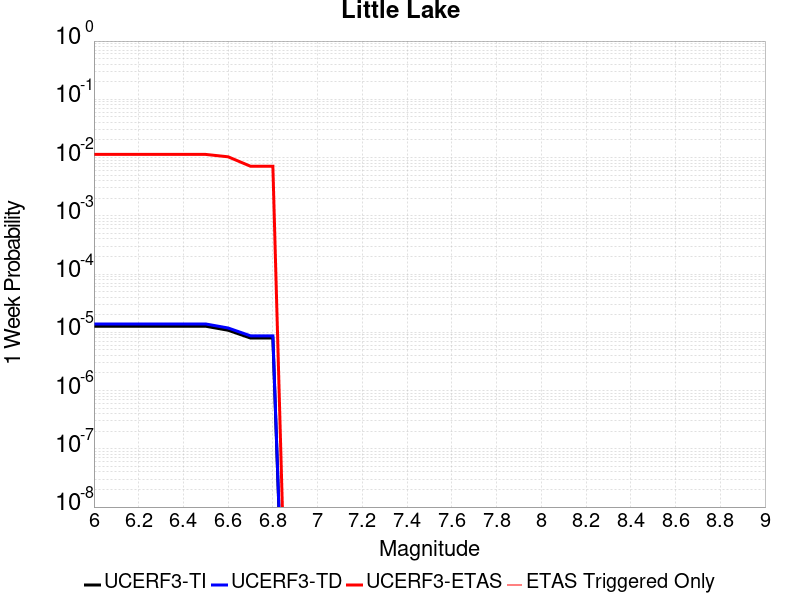 Little Lake
10^0
10^-1
10^-2
10^-3
10^-4
10^-5
10^-6
10^-7
10^-8
1 Week Probability
6 6.2 6.4 6.6 6.8 7 7.2 7.4 7.6 7.8 8 8.2 8.4 8.6 8.8 9
Magnitude
UCERF3-TI UCERF3-TD UCERF3-ETAS ETAS Triggered Only